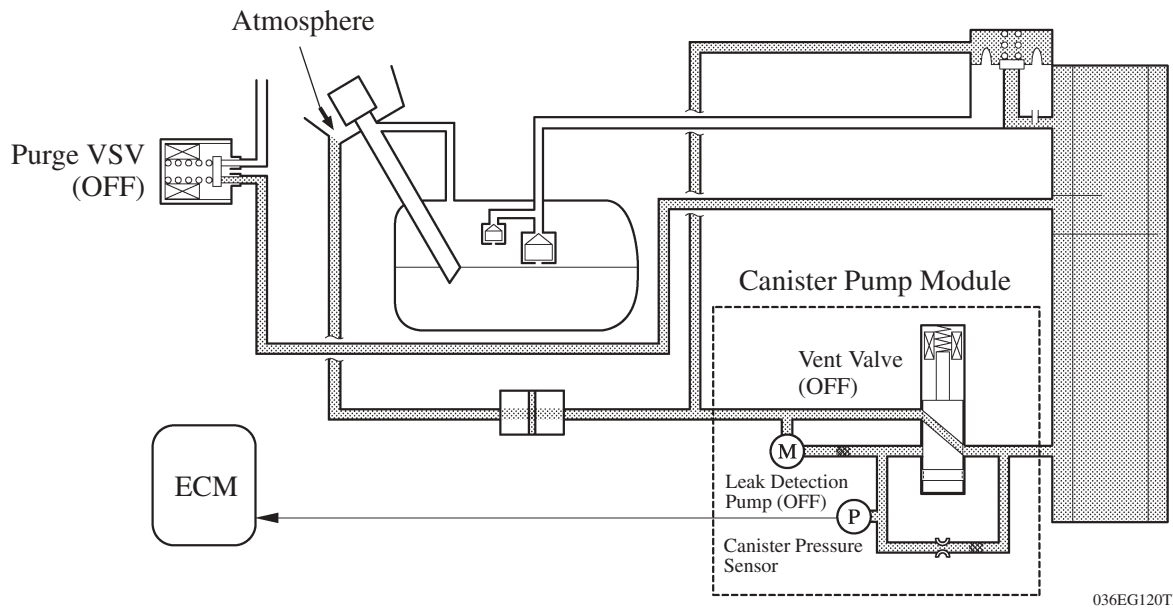 Atmosphere
Purge VSV
(OFF)
Canister Pump Module
Vent Valve
(OFF)
M
Leak Detection
Pump (OFF)
ECM
P
Canister Pressure
Sensor
036EG120T